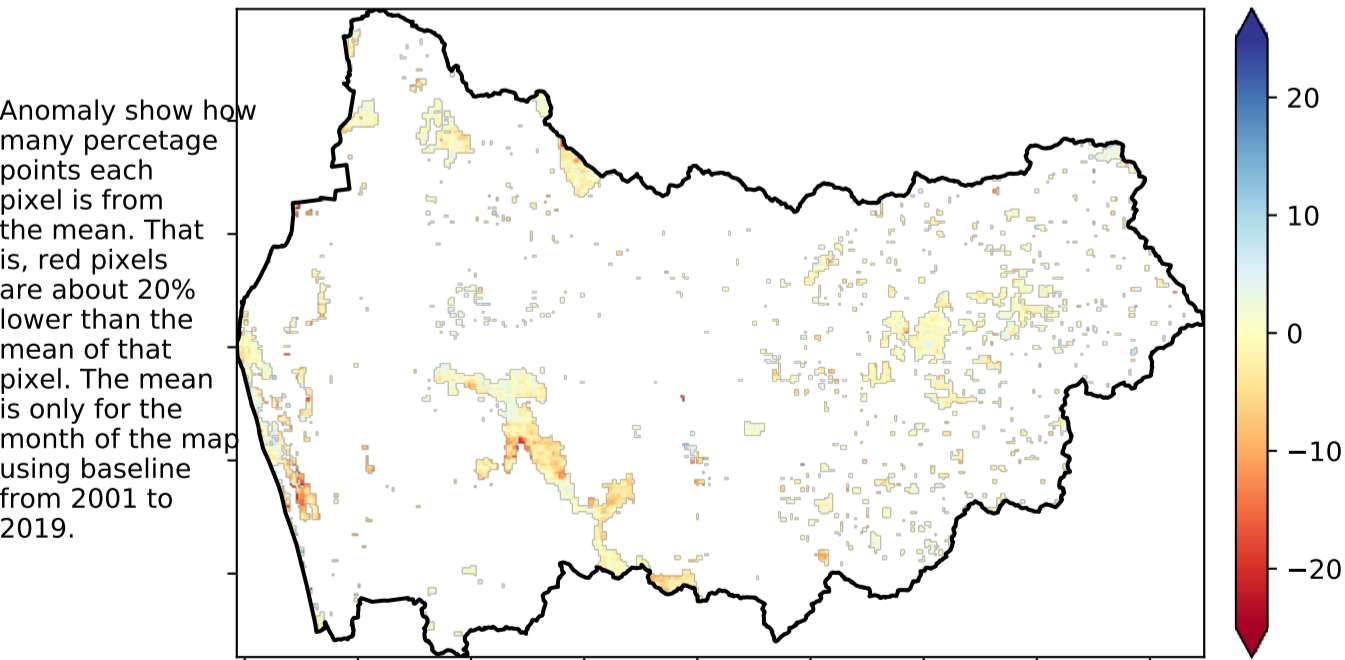 Anomaly show how
many percetage
points each
pixel is from
the mean. That
is, red pixels
are about 20%
lower than the
mean of that
pixel. The mean
is only for the
month of the map
using baseline
from 2001 to
2019.
20
10
0
−10
−20